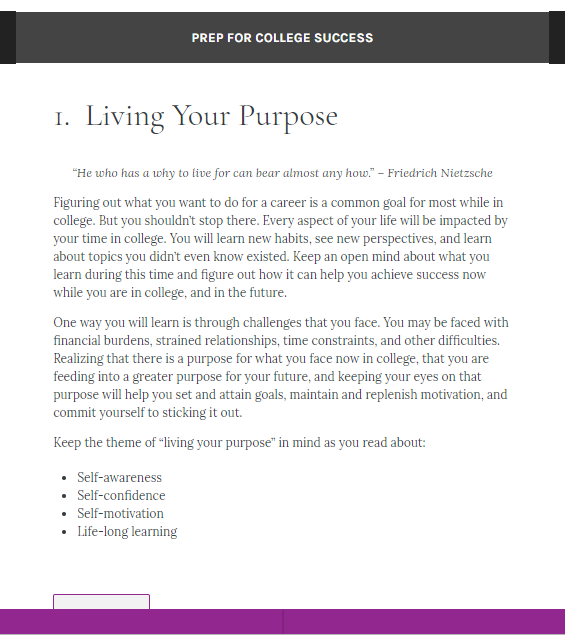 PREP FOR COLLEGE SUCCESS
1. Living Your Purpose
“He who has a why to live for can bear almost any how.” – Friedrich Nietzsche
Figuring out what you want to do for a career is a common goal for most while in
college. But you shouldn’t stop there. Every aspect of your life will be impacted by
your time in college. You will learn new habits, see new perspectives, and learn
about topics you didn’t even know existed. Keep an open mind about what you
learn during this time and figure out how it can help you achieve success now
while you are in college, and in the future.
One way you will learn is through challenges that you face. You may be faced with
financial burdens, strained relationships, time constraints, and other difficulties.
Realizing that there is a purpose for what you face now in college, that you are
feeding into a greater purpose for your future, and keeping your eyes on that
purpose will help you set and attain goals, maintain and replenish motivation, and
commit yourself to sticking it out.
Keep the theme of “living your purpose” in mind as you read about:
• Self-awareness
• Self-confidence
• Self-motivation
• Life-long learning